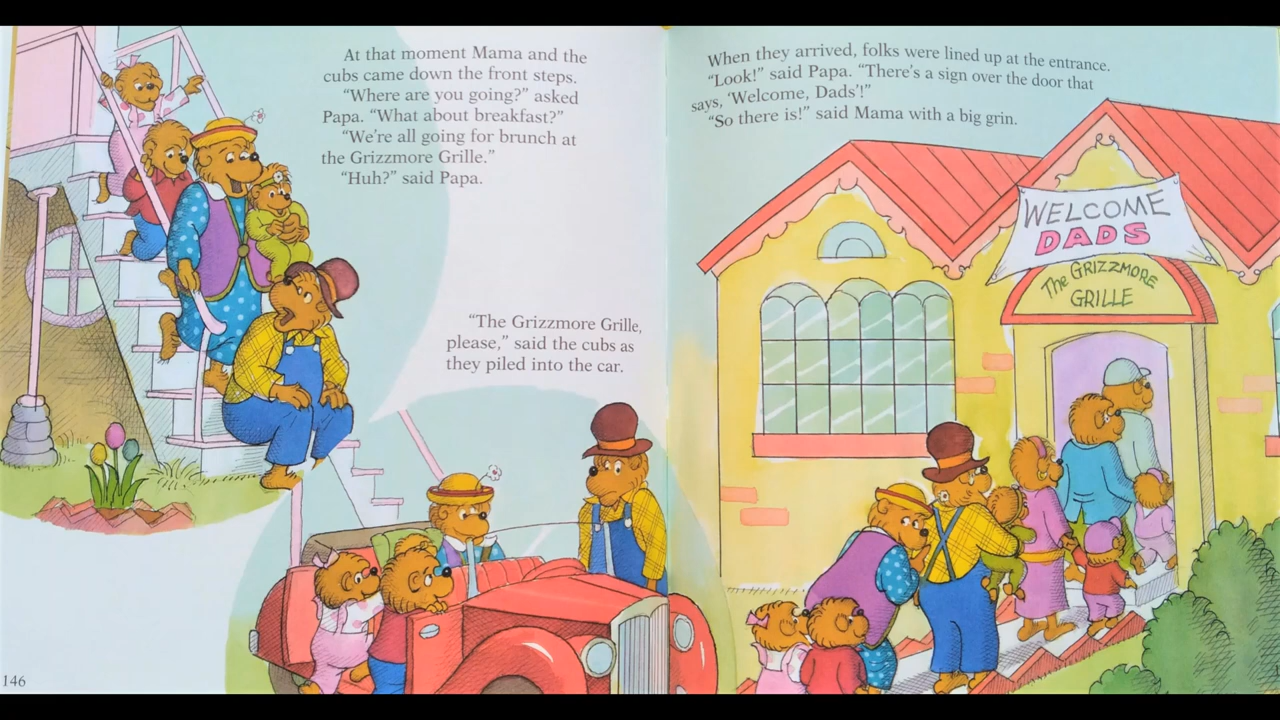 At that moment Mama and the
cubs came down the front steps.
"Where are you going?" asked
Papa. "What about breakfast?"
"We're all going for brunch at
the Grizzmore Grille."
"Huh?" said Papa.
"The Grizzmore Grille,
please," said the cubs as
they piled into the car.
146
When they arrived, folks were lined up at the entrance.
"Look!" said Papa. "There's a sign over the door that
says, 'Welcome, Dads'!"
"So there is!" said Mama with a big grin.
WELCOME
DADS
The GRIZZMORE
GRILLE